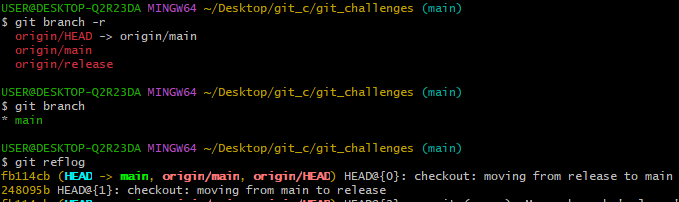 USER@DESKTOP-Q2R23DA MINGW64 ~/Desktop/git_c/git_challenges (main)
$ git branch -r
origin/HEAD -> origin/main
origin/main
origin/release
USER@DESKTOP-Q2R23DA MINGW64 ~/Desktop/git_c/git_challenges (main)
$ git branch
* main
USER@DESKTOP-Q2R23DA MINGW64 ~/Desktop/git_c/git_challenges (main)
$ git reflog
fb114cb (HEAD -> main, origin/main, origin/HEAD) HEAD@{0}: checkout: moving from release to main
248095b HEAD@{1}: checkout: moving from main to release